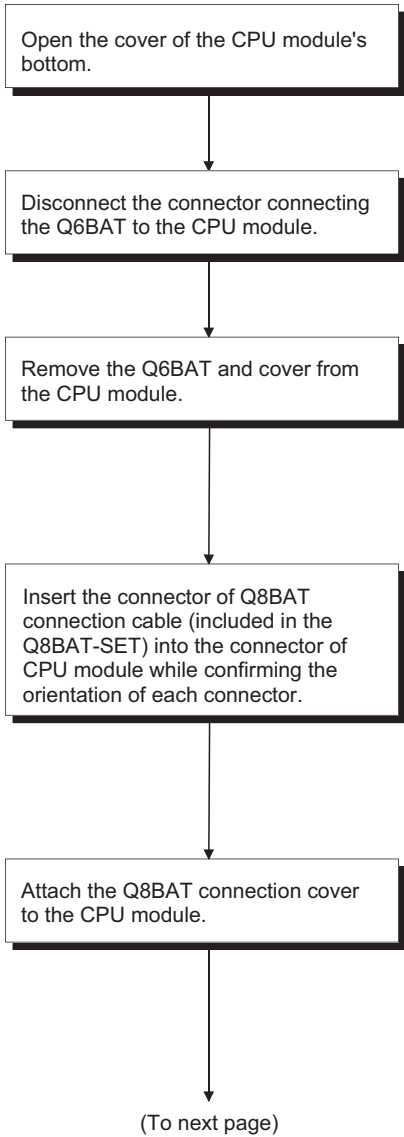 Open the cover of the CPU module's
bottom.
Disconnect the connector connecting
the Q6BAT to the CPU module.
Remove the Q6BAT and cover from
the CPU module.
Insert the connector of Q8BAT
connection cable (included in the
Q8BAT-SET) into the connector of
CPU module while confirming the
orientation of each connector.
Attach the Q8BAT connection cover
to the CPU module.
(To next page)